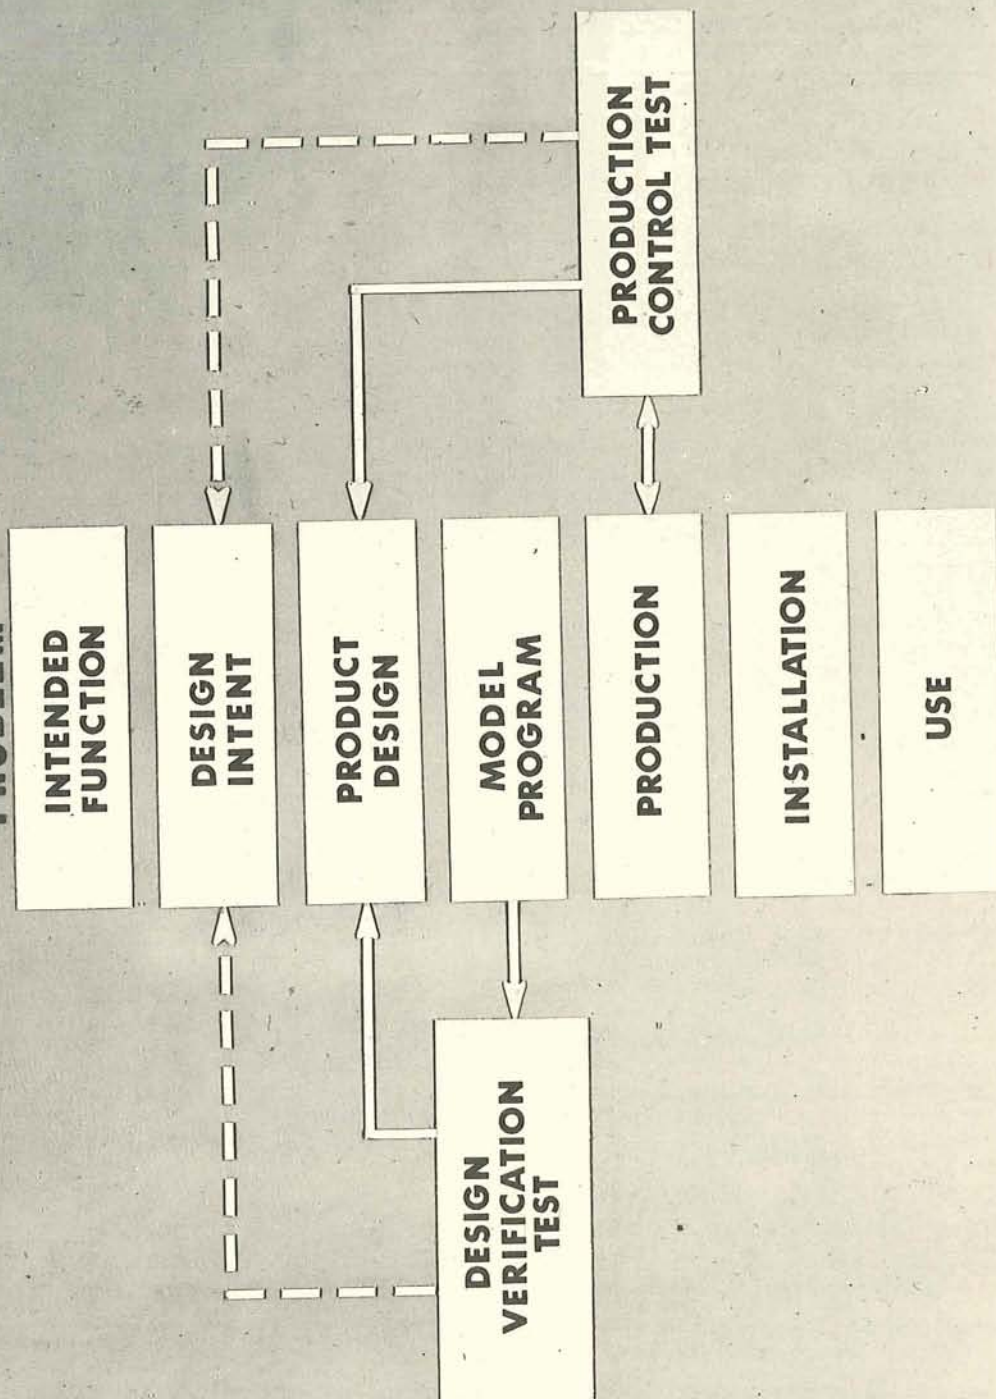 INTENDED
FUNCTION
DESIGN
INTENT
PRODUCT
DESIGN
MODEL
PROGRAM
PRODUCTION
INSTALLATION
USE
DESIGN
VERIFICATION
TEST
PRODUCTION
CONTROL TEST